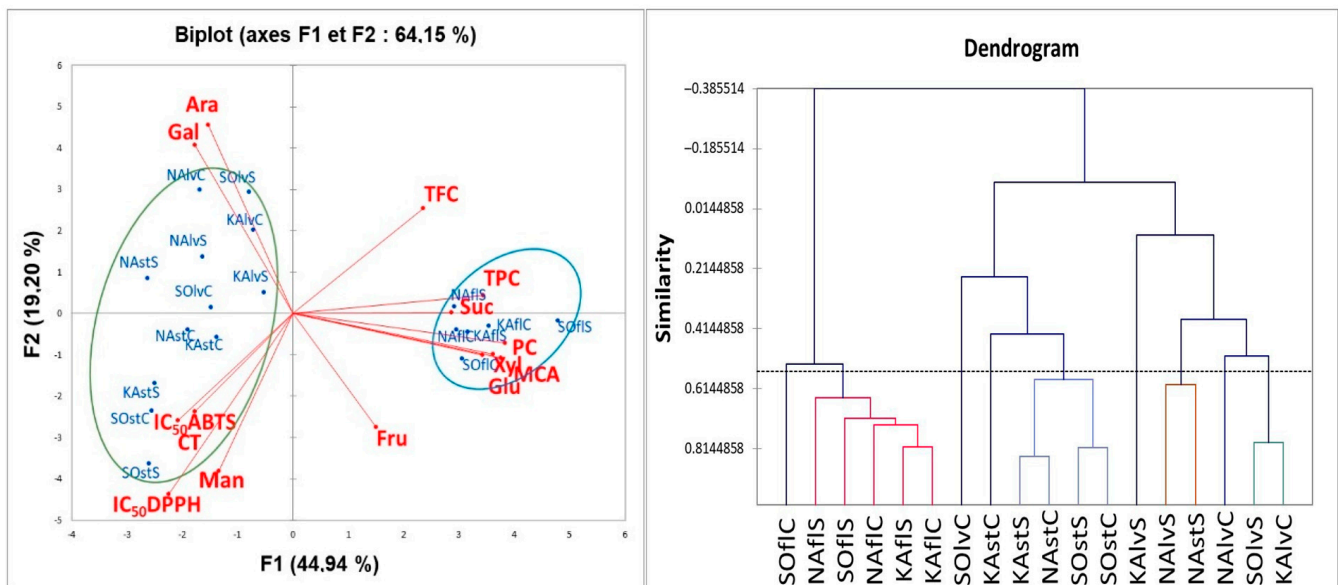 Biplot (axes F1 et F2 : 64,15 %)
F2 (19,20 %)
6
5
4
3
2
1
0
-1
-2
-3
-4
-5
Ara
Gal
NAlvC
SOlvS
KAlvC
TFC
NAlvS
NAstS
KAlvS
SOlvC
TPC
NAflS
Suc
KAflC
SOflS
NAstC
KAstC
NAflC
KAflS
PC
SOflC
Xyl
MCA
Glu
KAstS
SOstC
IC50ABTS
CT
Fru
SOstS
Man
IC50DPPH
-4
-3
-2
-1
0
1
2
3
4
5
6
F1 (44,94 %)
Dendrogram
Similarity
−0.385514
−0.185514
0.0144858
0.2144858
0.4144858
0.6144858
0.8144858
SOflC
NAflS
SOflS
NAflC
KAflS
KAflC
SOlvC
KAstC
KAstS
NAstC
SOstS
SOstC
KAlvS
NAlvS
NAstS
NAlvC
SOlvS
KAlvC